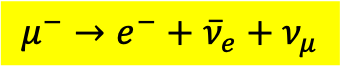 μ⁻ → e⁻ + ν̄ₑ + ν_μ